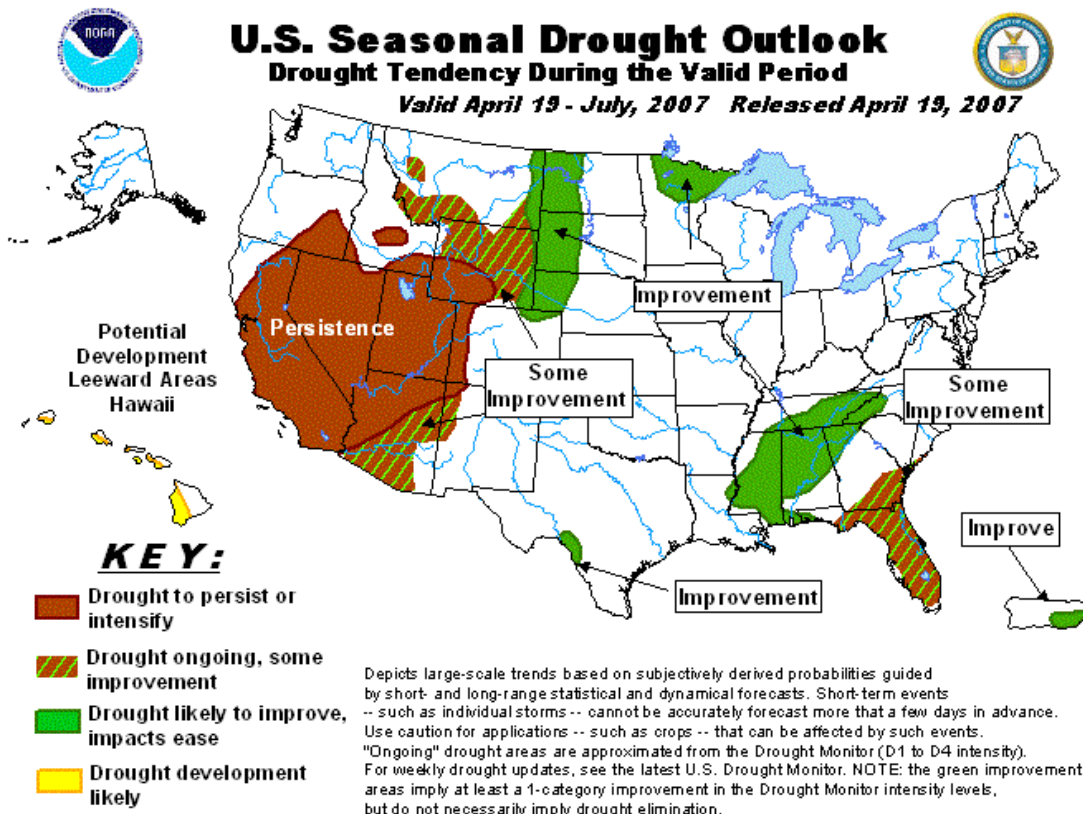 NOAA
U.S. Seasonal Drought Outlook
Drought Tendency During the Valid Period
Valid April 19 - July, 2007   Released April 19, 2007
Improvement
Persistence
Potential
Development
Leeward Areas
Hawaii
Some
Improvement
Some
Improvement
Improve
Improvement
KEY:
Drought to persist or
intensify
Drought ongoing, some
improvement
Drought likely to improve,
impacts ease
Drought development
likely
Depicts large-scale trends based on subjectively derived probabilities guided
by short- and long-range statistical and dynamical forecasts. Short-term events
-- such as individual storms -- cannot be accurately forecast more that a few days in advance.
Use caution for applications -- such as crops -- that can be affected by such events.
"Ongoing" drought areas are approximated from the Drought Monitor (D1 to D4 intensity).
For weekly drought updates, see the latest U.S. Drought Monitor. NOTE: the green improvement
areas imply at least a 1-category improvement in the Drought Monitor intensity levels,
but do not necessarily imply drought elimination.